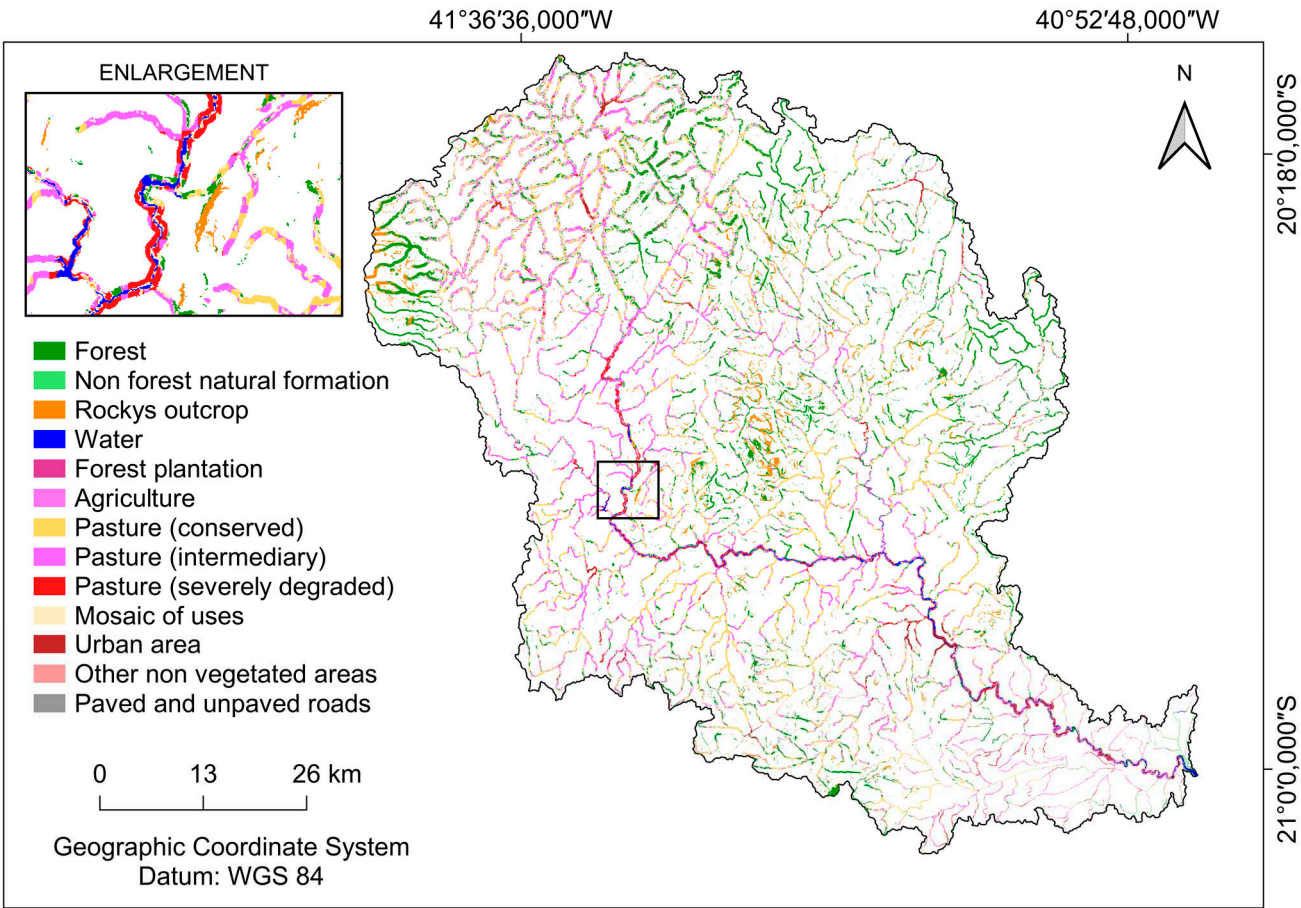 41°36′36,000″W
40°52′48,000″W
ENLARGEMENT
N
20°18′0,000″S
Forest
Non forest natural formation
Rockys outcrop
Water
Forest plantation
Agriculture
Pasture (conserved)
Pasture (intermediary)
Pasture (severely degraded)
Mosaic of uses
Urban area
Other non vegetated areas
Paved and unpaved roads
21°0′0,000″S
0 13 26 km
Geographic Coordinate System
Datum: WGS 84